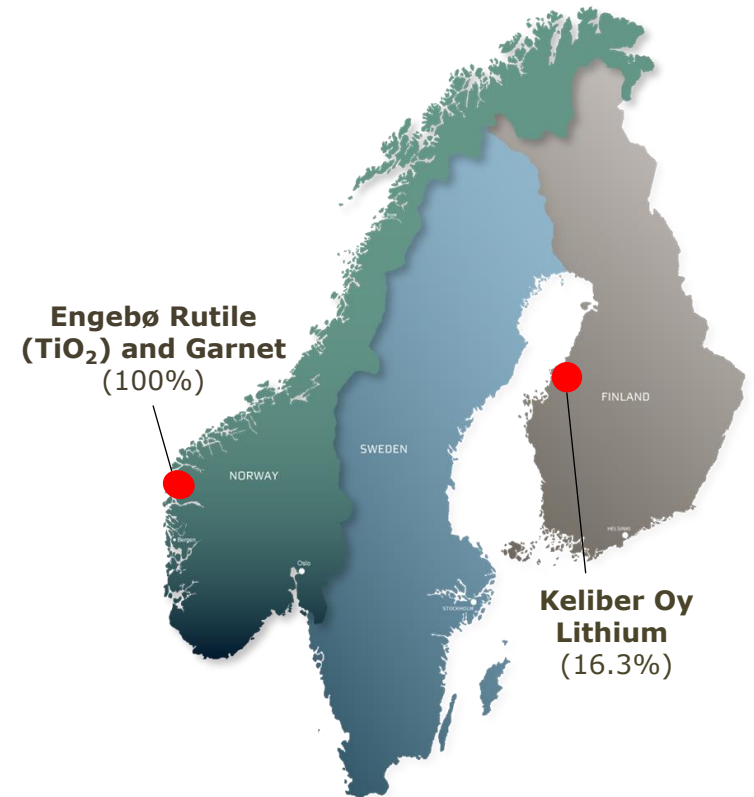 Engebø Rutile
(TiO₂) and Garnet
(100%)
FINLAND
SWEDEN
NORWAY
HELSINKI
Bergen
Oslo
STOCKHOLM
Keliber Oy
Lithium
(16.3%)